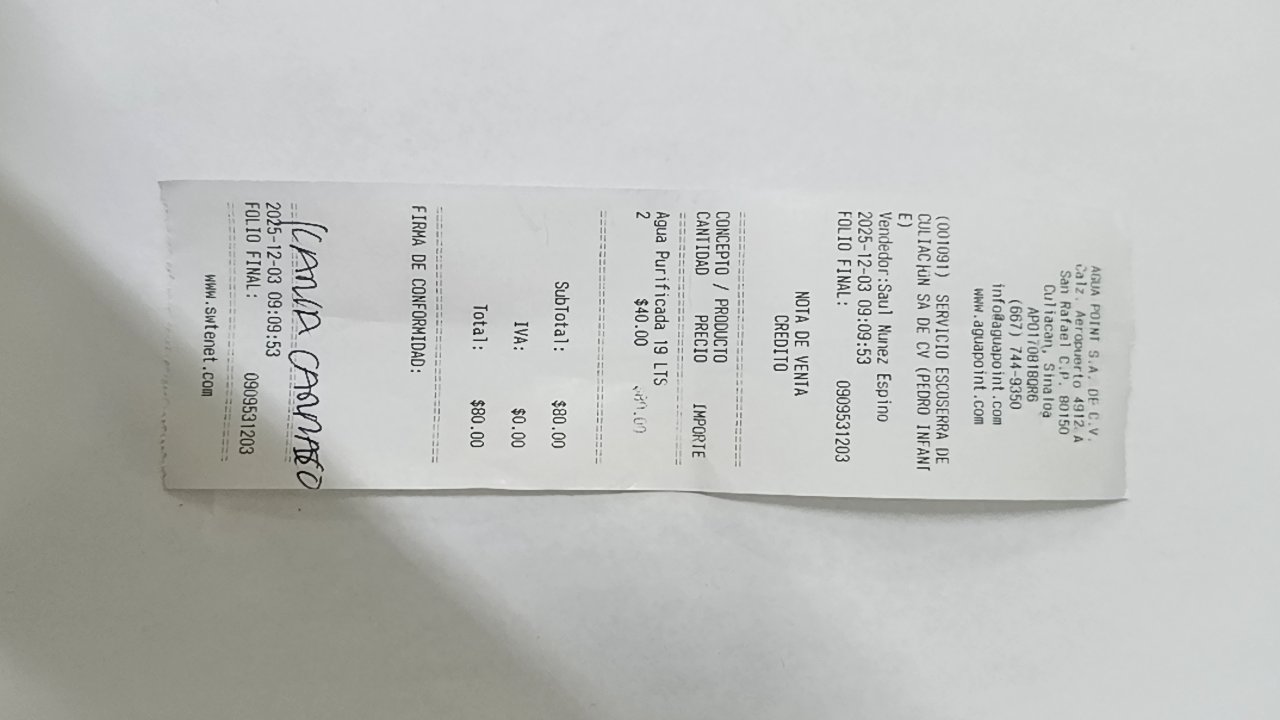 AGUA POINT S.A. DE C.V.
Calz. Aeropuerto 4912 A
San Rafael C.P. 80150
Culiacan, Sinaloa
APO170818QR6
(667) 744-9350
info@aguapoint.com
www.aguapoint.com
(001091) SERVICIO ESCOSERRA DE
CULIAC SA DE CV (PEDRO INFANT
E)
Vendedor:Saul Nunez Espino
2025-12-03 09:09:53
FOLIO FINAL: 0909531203
NOTA DE VENTA
CREDITO
CONCEPTO / PRODUCTO
CANTIDAD PRECIO IMPORTE
Agua Purificada 19 LTS
2 $40.00 $80.00
SubTotal: $80.00
IVA: $0.00
Total: $80.00
FIRMA DE CONFORMIDAD:
2025-12-03 09:09:53
FOLIO FINAL: 0909531203
www.swtenet.com